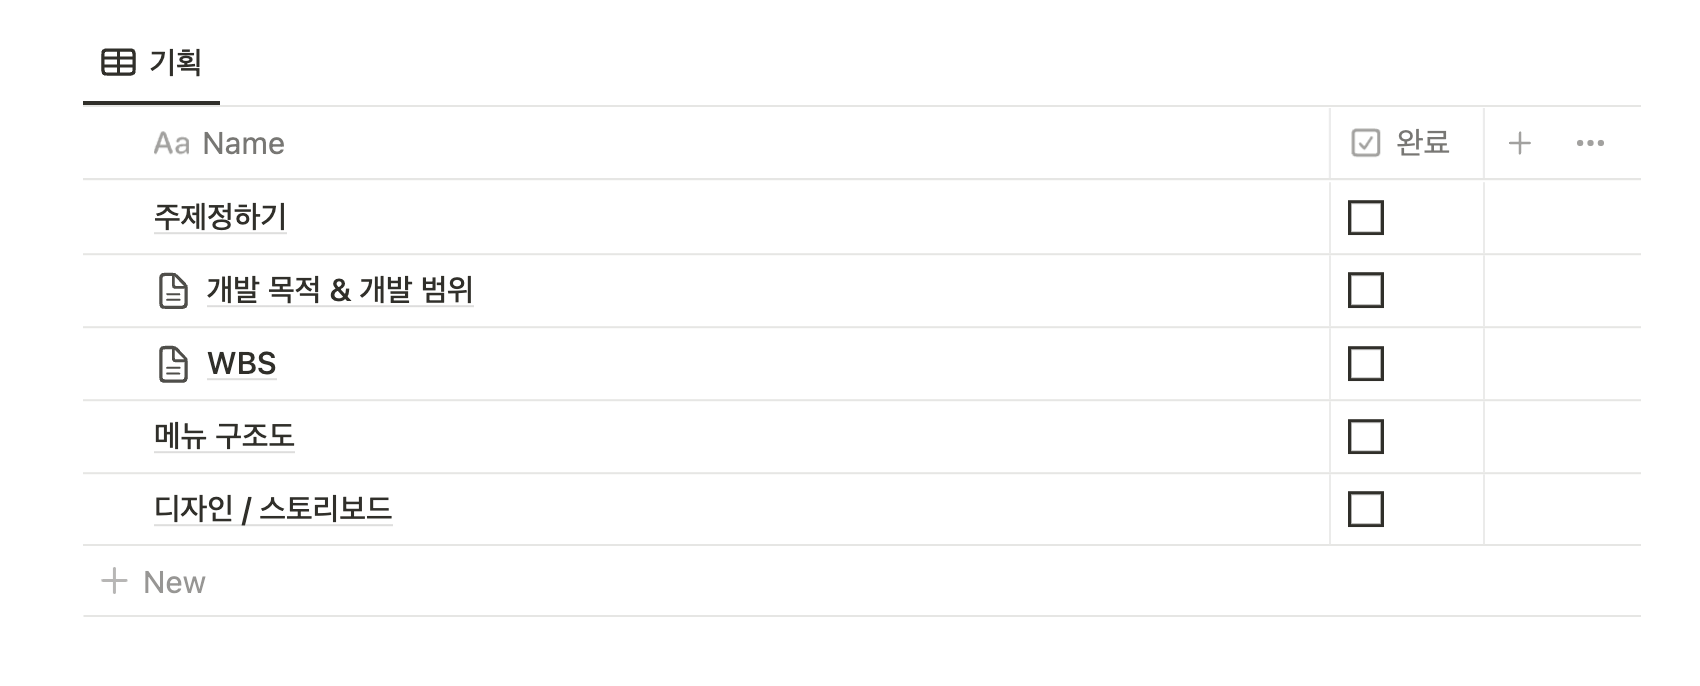 기획
Aa Name 완료
주제정하기
개발 목적 & 개발 범위
WBS
메뉴 구조도
디자인 / 스토리보드
+ New